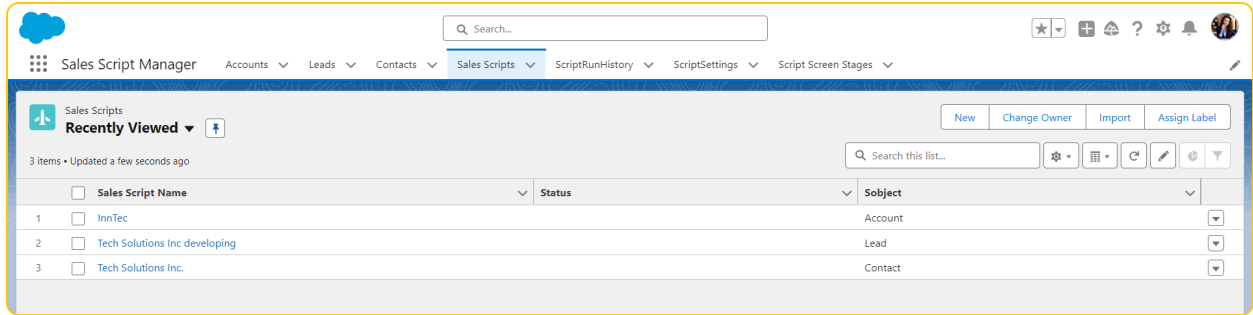 Search...
Sales Script Manager Accounts Leads Contacts Sales Scripts ScriptRunHistory ScriptSettings Script Screen Stages
Sales Scripts
Recently Viewed
New Change Owner Import Assign Label
3 items • Updated a few seconds ago
Search this list...
Sales Script Name Status Sobject
1 InnTec Account
2 Tech Solutions Inc developing Lead
3 Tech Solutions Inc. Contact